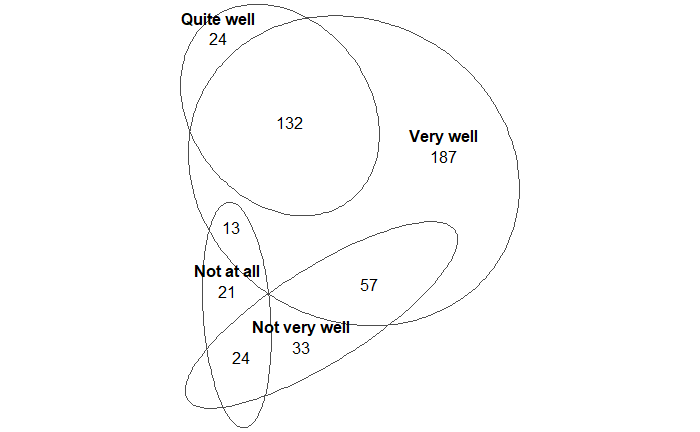 Quite well
24
132
Very well
187
13
Not at all
21
57
Not very well
33
24